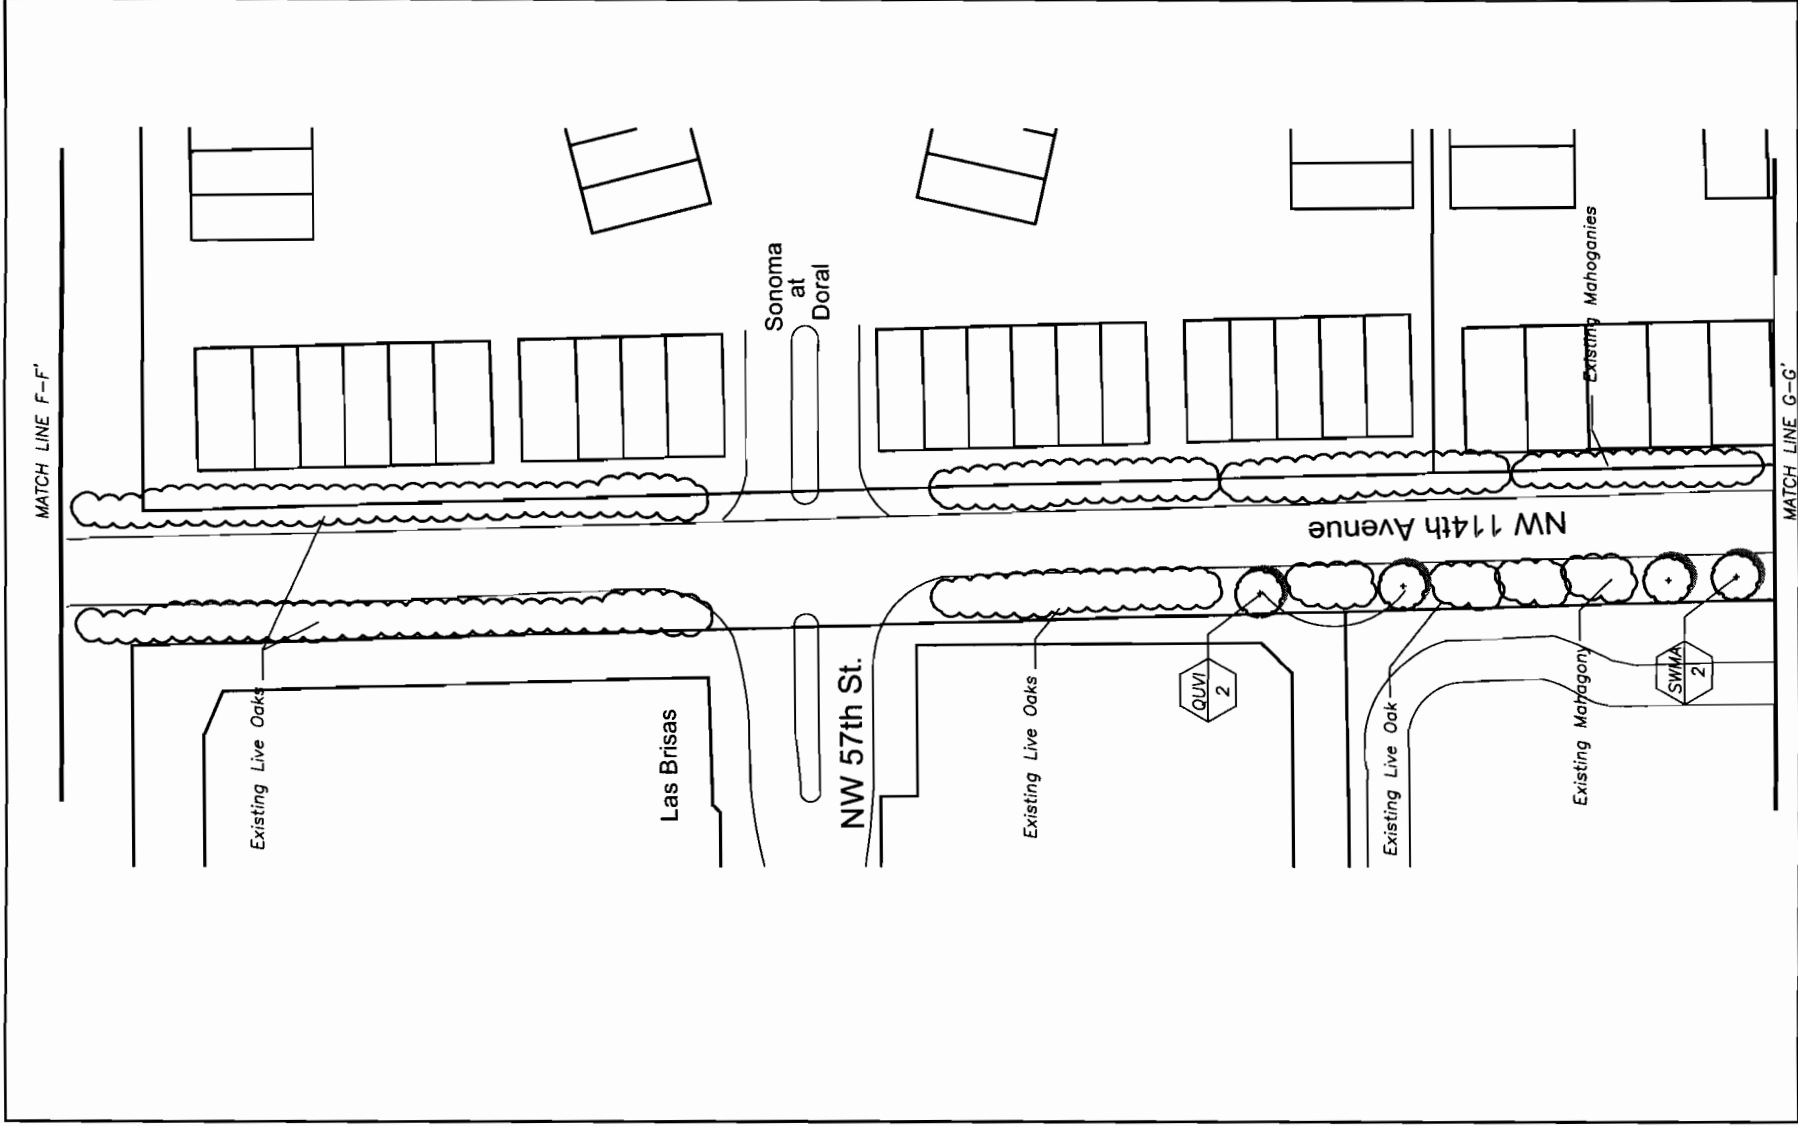 MATCH LINE F-F'
Existing Live Oaks
Las Brisas
Sonoma
at
Doral
NW 57th St.
Existing Live Oaks
QUVI
2
NW 114th Avenue
Existing Live Oak
Existing Mahagony
Existing Mahoganies
SWMA
2
MATCH LINE G-G'